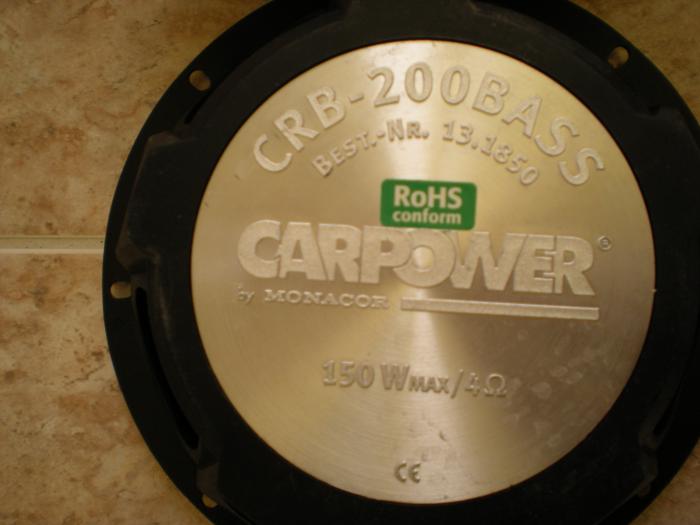 CRB-200BASS
BEST.-NR. 13.1850
RoHS
conform
CARPOWER®
by MONACOR
150 WMAX/4Ω
CE